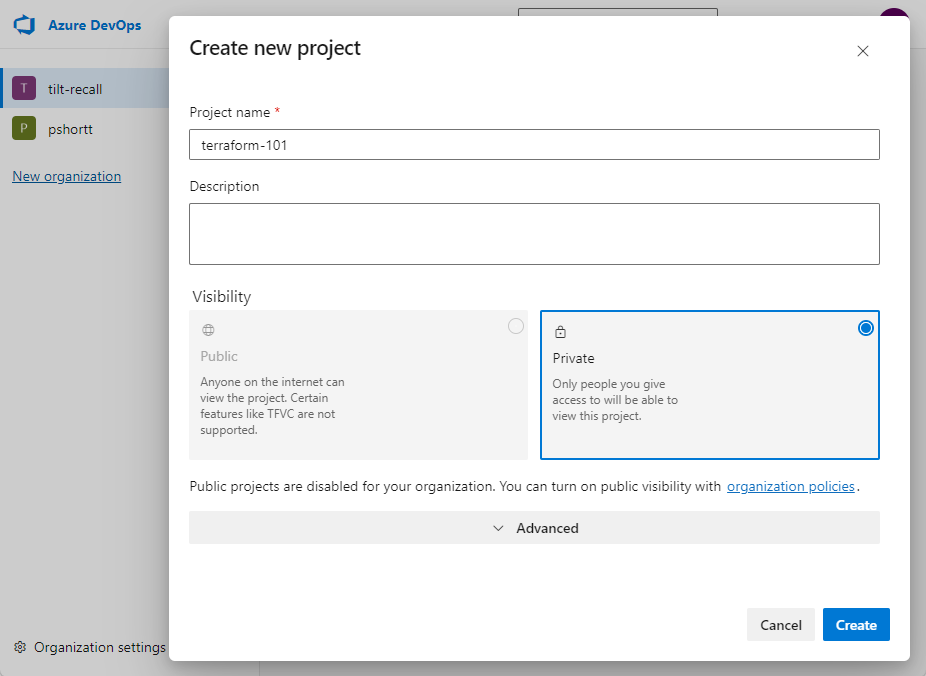 Azure DevOps
T tilt-recall
P pshortt
New organization
Organization settings
Create new project
Project name *
terraform-101
Description
Visibility
Public
Anyone on the internet can
view the project. Certain
features like TFVC are not
supported.
Private
Only people you give
access to will be able to
view this project.
Public projects are disabled for your organization. You can turn on public visibility with organization policies.
Advanced
Cancel
Create